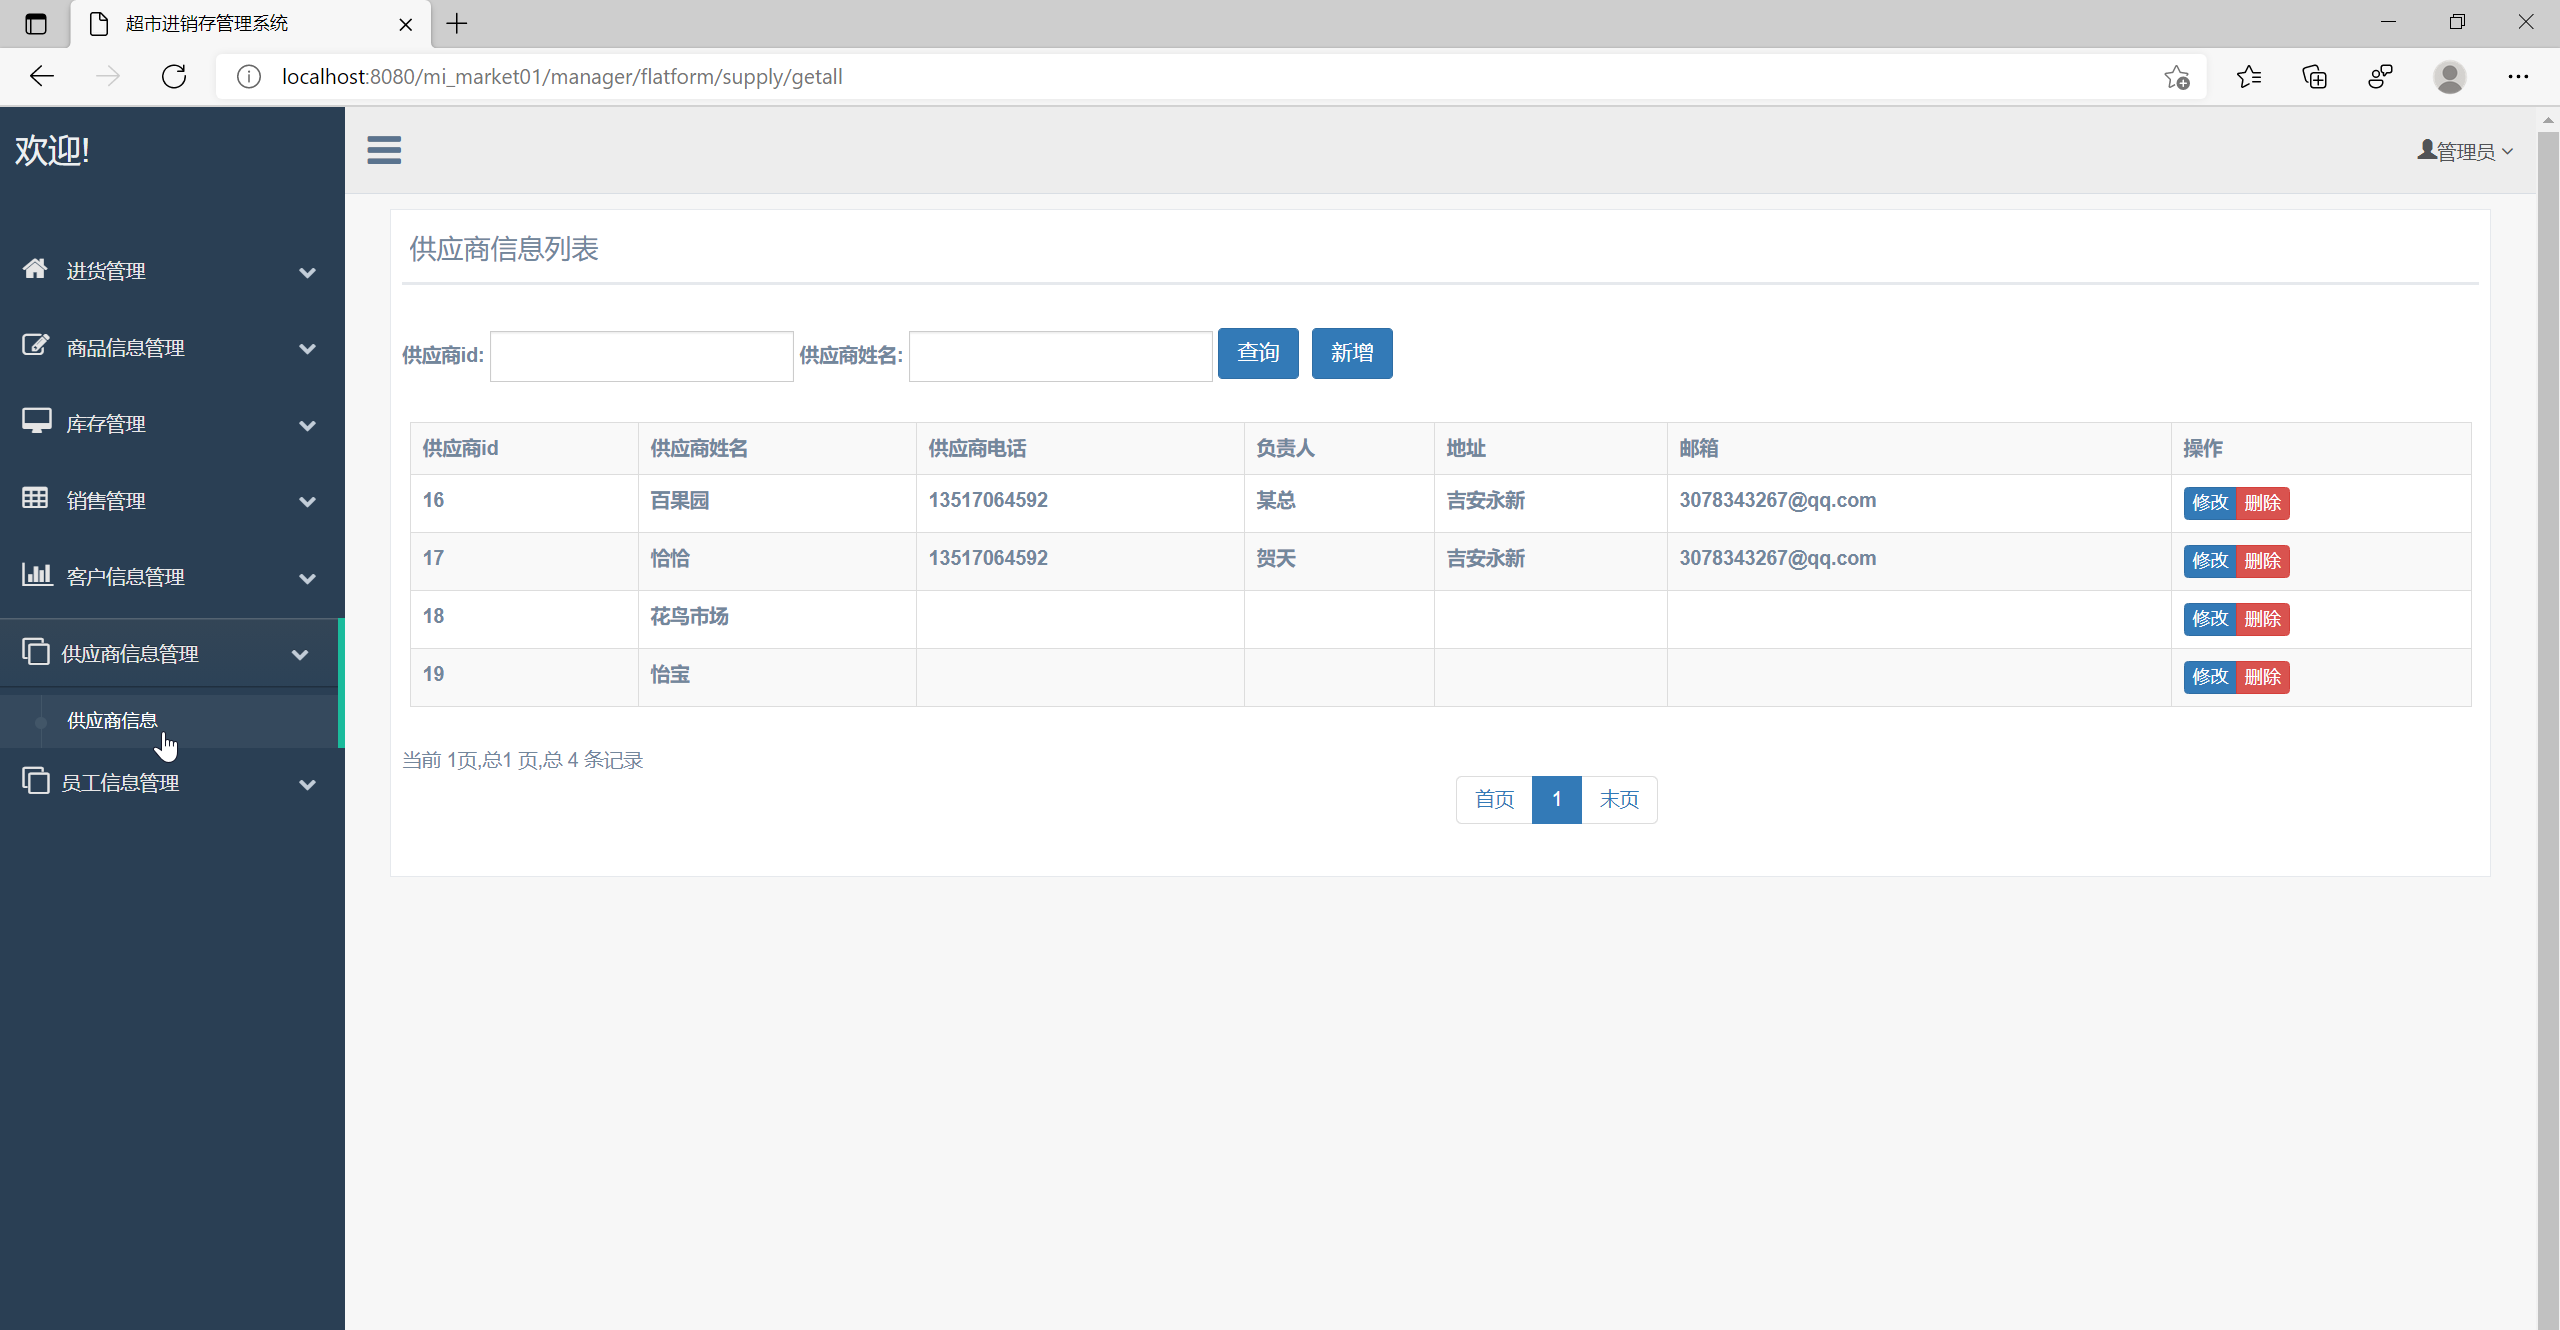 超市进销存管理系统
localhost:8080/mi_market01/manager/flatform/supply/getall
欢迎!
管理员
进货管理
商品信息管理
库存管理
销售管理
客户信息管理
供应商信息管理
供应商信息
员工信息管理
供应商信息列表
供应商id: 供应商姓名: 查询 新增
供应商id 供应商姓名 供应商电话 负责人 地址 邮箱 操作
16 百果园 13517064592 某总 吉安永新 3078343267@qq.com 修改 删除
17 恰恰 13517064592 贺天 吉安永新 3078343267@qq.com 修改 删除
18 花鸟市场 修改 删除
19 怡宝 修改 删除
当前 1页,总1 页,总 4 条记录
首页 1 末页